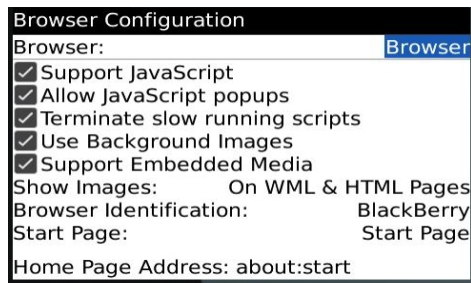 Browser Configuration
Browser: Browser
Support JavaScript
Allow JavaScript popups
Terminate slow running scripts
Use Background Images
Support Embedded Media
Show Images: On WML & HTML Pages
Browser Identification: BlackBerry
Start Page: Start Page
Home Page Address: about:start